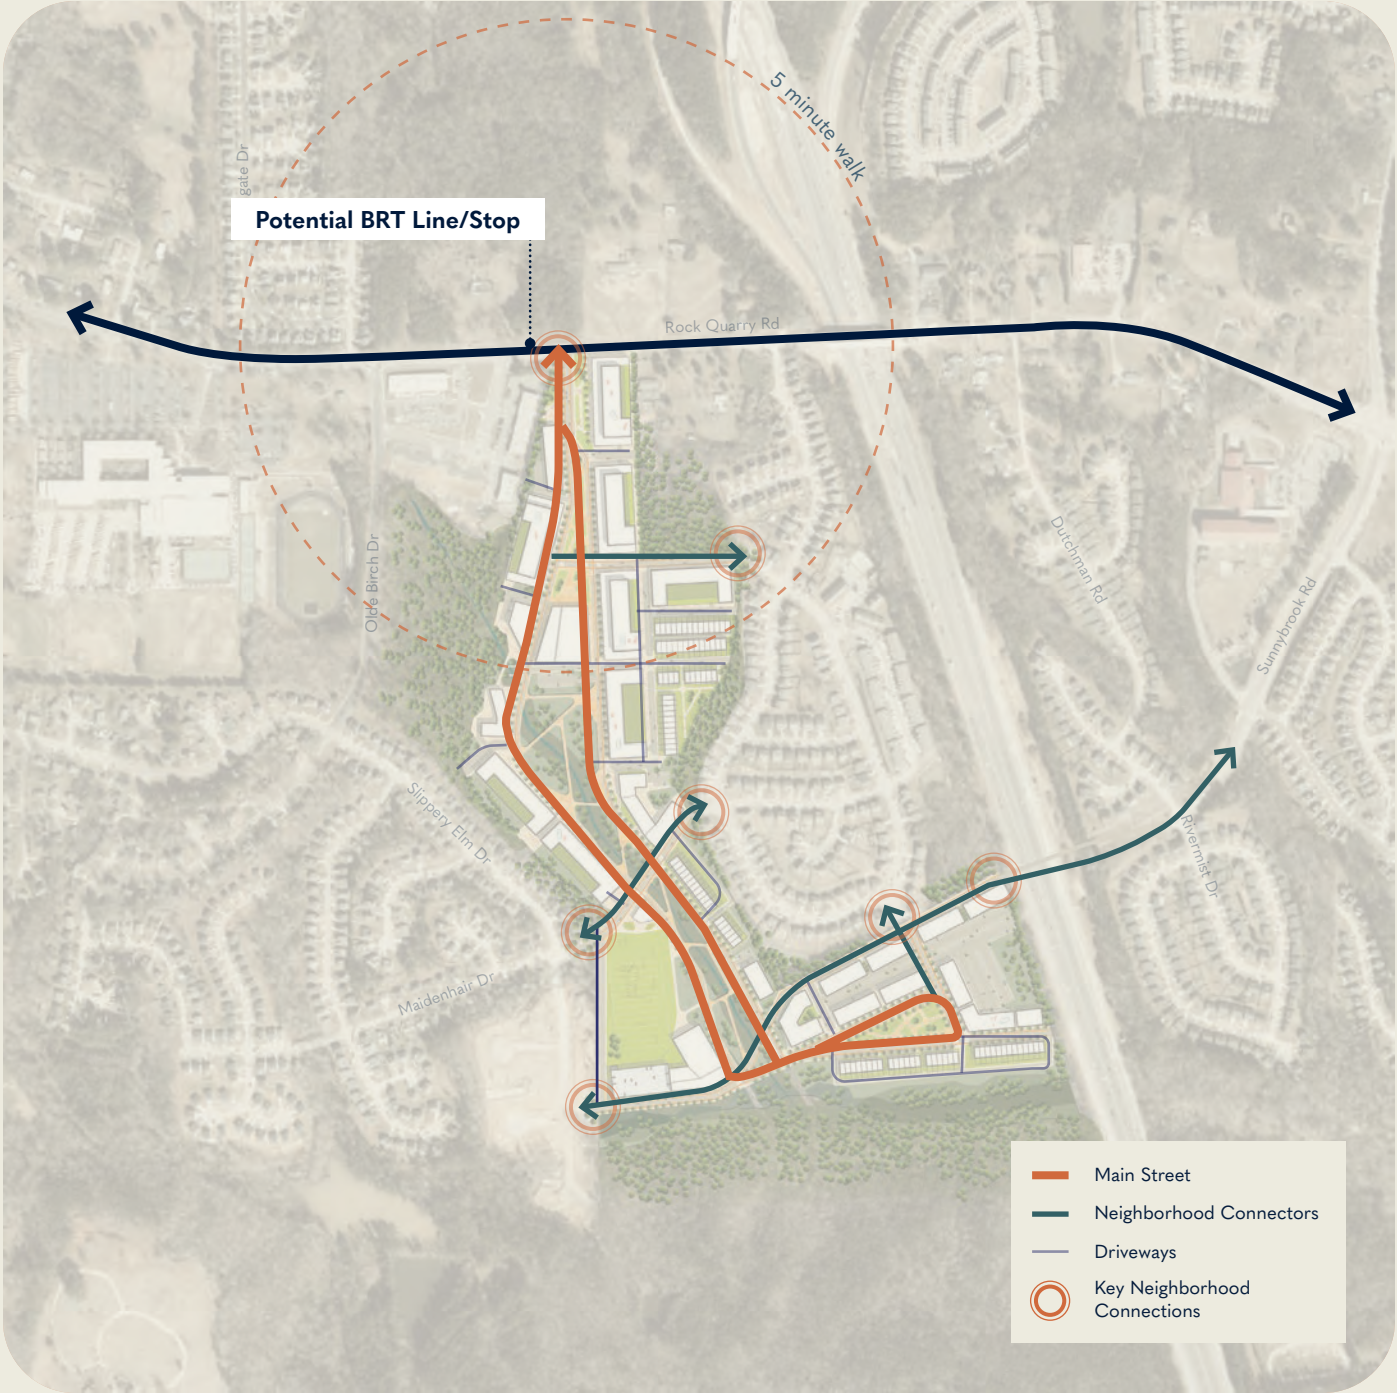 5 minute walk
gate Dr
Potential BRT Line/Stop
Rock Quarry Rd
Olde Birch Dr
Dutchman Rd
Sunnybrook Rd
Slippery Elm Dr
Rivermist Dr
Maidenhair Dr
Main Street
Neighborhood Connectors
Driveways
Key Neighborhood
Connections